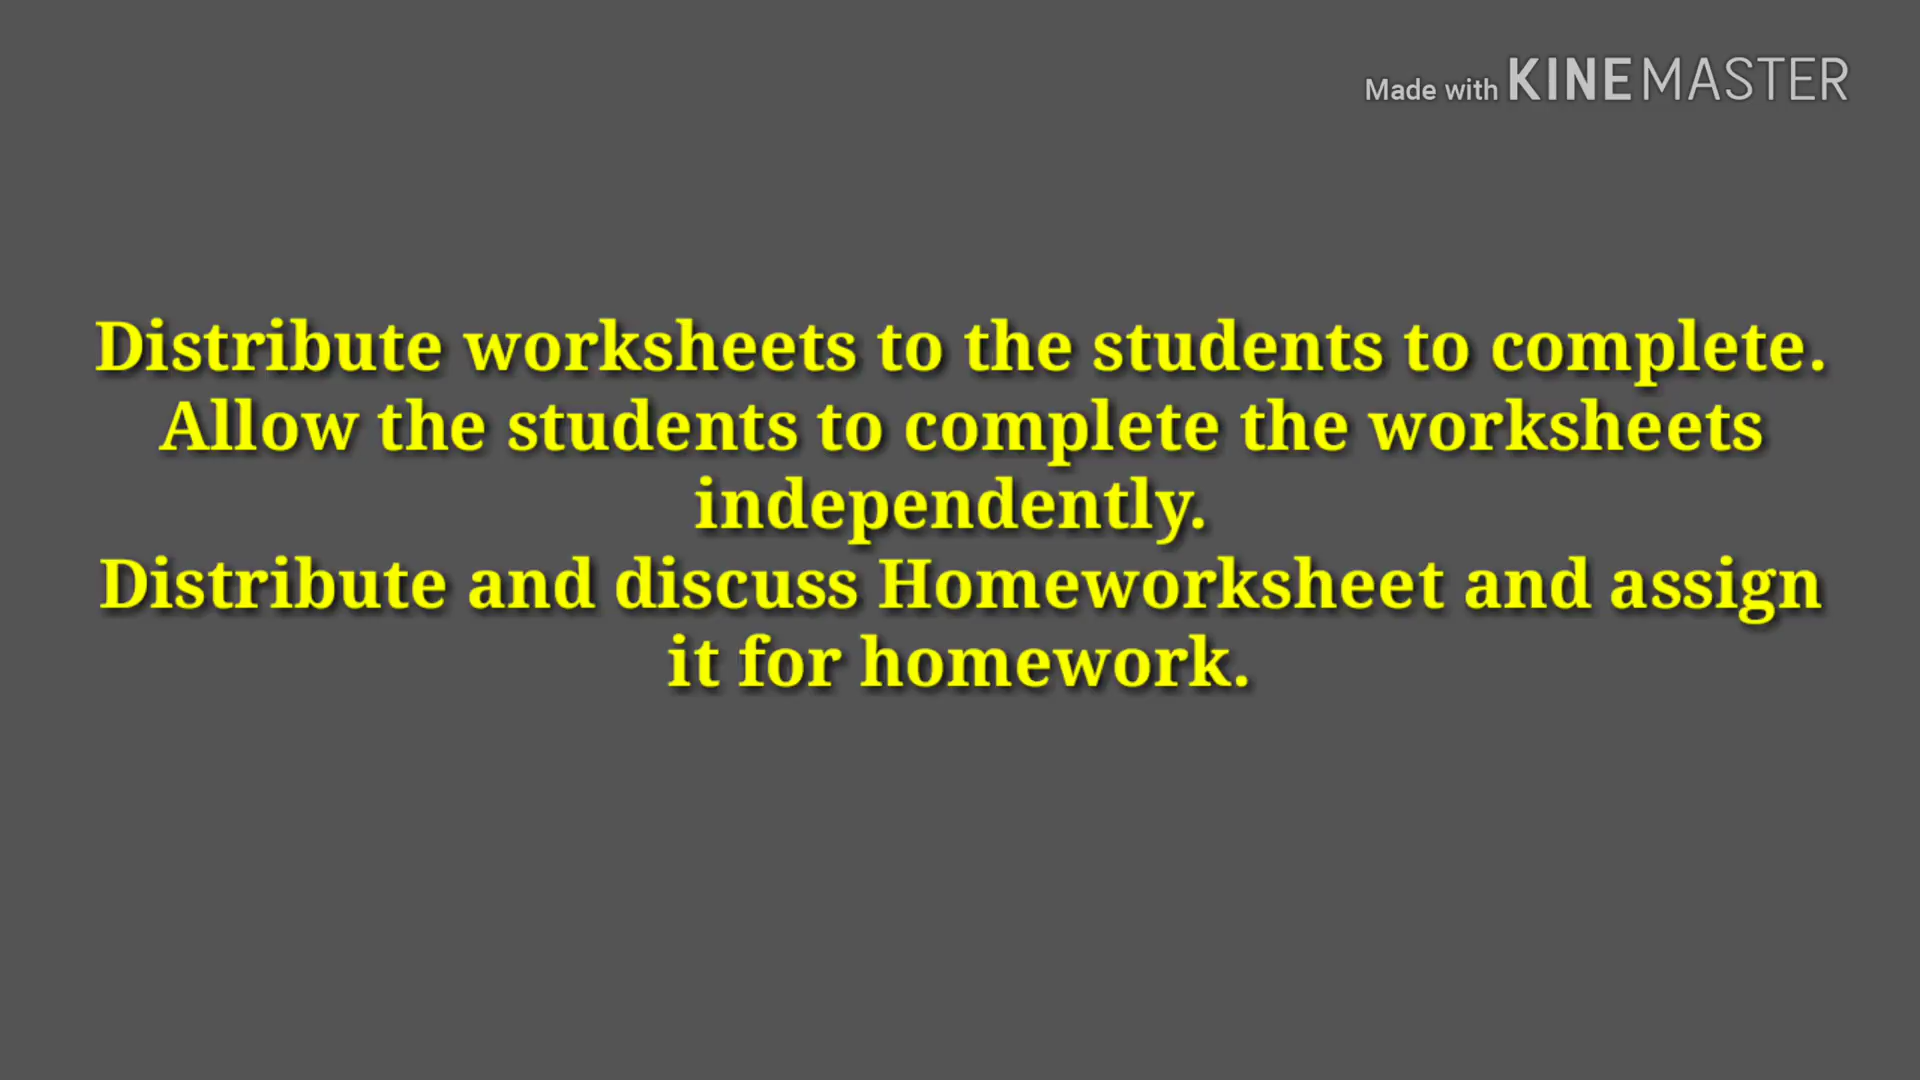 Made with KINEMASTER
Distribute worksheets to the students to complete.
Allow the students to complete the worksheets
independently.
Distribute and discuss Homeworksheet and assign
it for homework.